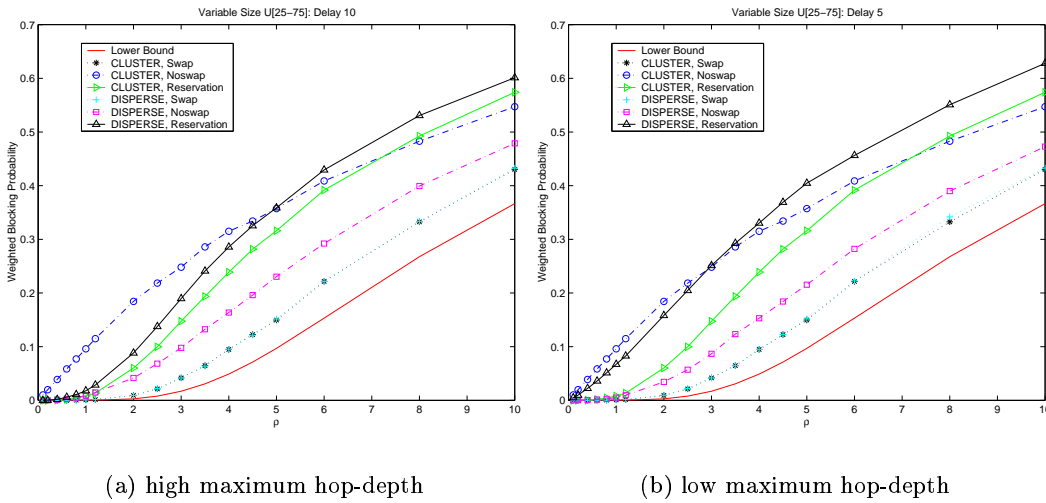 Variable Size U[25−75]: Delay 10
Weighted Blocking Probability
0.7
0.6
0.5
0.4
0.3
0.2
0.1
0
Lower Bound
CLUSTER, Swap
CLUSTER, Noswap
CLUSTER, Reservation
DISPERSE, Swap
DISPERSE, Noswap
DISPERSE, Reservation
0 1 2 3 4 5 6 7 8 9 10
ρ
(a) high maximum hop-depth
Variable Size U[25−75]: Delay 5
Weighted Blocking Probability
0.7
0.6
0.5
0.4
0.3
0.2
0.1
0
Lower Bound
CLUSTER, Swap
CLUSTER, Noswap
CLUSTER, Reservation
DISPERSE, Swap
DISPERSE, Noswap
DISPERSE, Reservation
0 1 2 3 4 5 6 7 8 9 10
ρ
(b) low maximum hop-depth